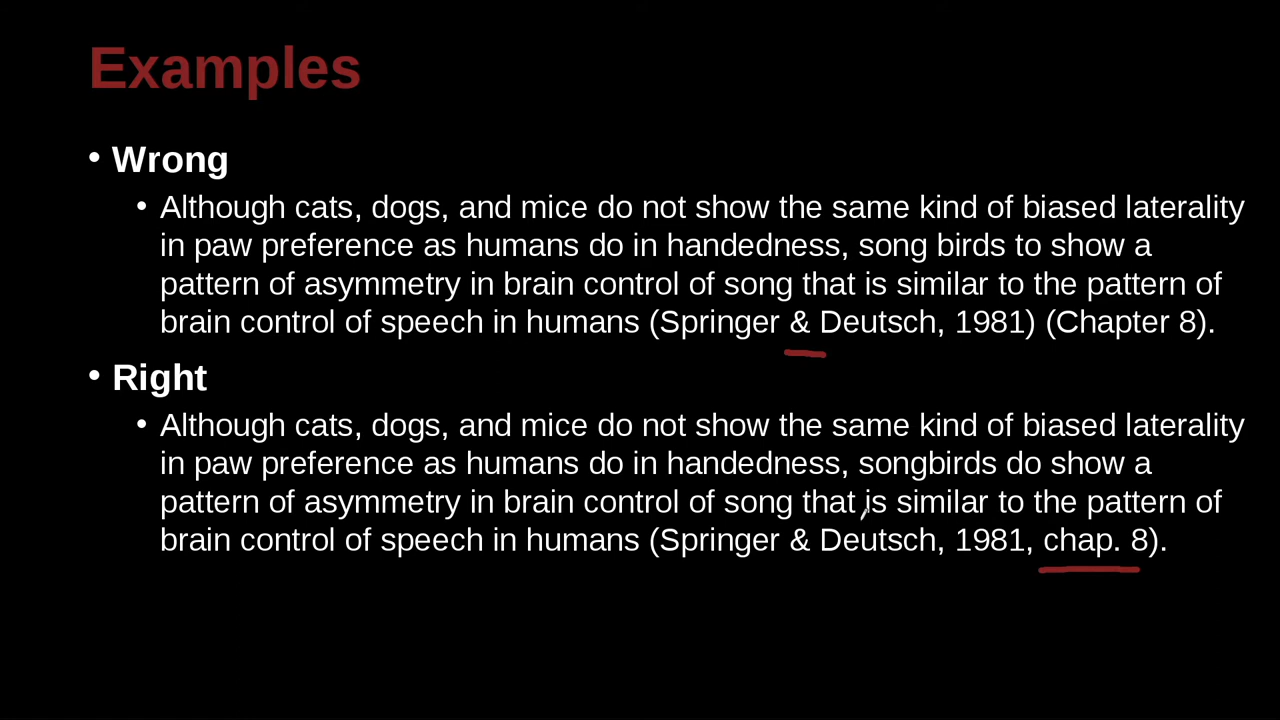 Examples
• Wrong
• Although cats, dogs, and mice do not show the same kind of biased laterality
in paw preference as humans do in handedness, song birds to show a
pattern of asymmetry in brain control of song that is similar to the pattern of
brain control of speech in humans (Springer & Deutsch, 1981) (Chapter 8).
• Right
• Although cats, dogs, and mice do not show the same kind of biased laterality
in paw preference as humans do in handedness, songbirds do show a
pattern of asymmetry in brain control of song that is similar to the pattern of
brain control of speech in humans (Springer & Deutsch, 1981, chap. 8).